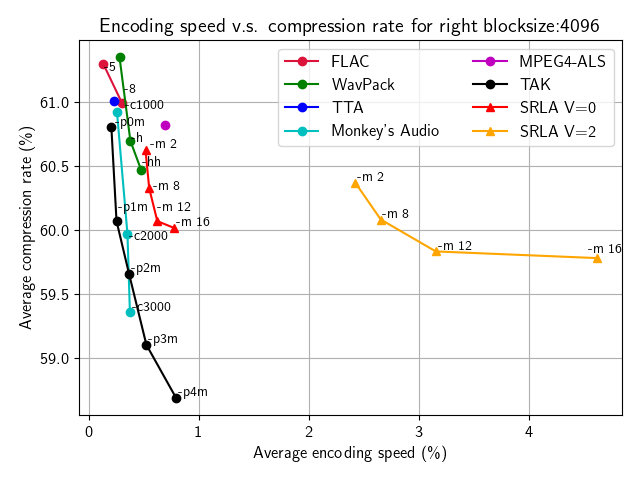 Encoding speed v.s. compression rate for right blocksize:4096
FLAC
WavPack
TTA
Monkey's Audio
MPEG4-ALS
TAK
SRLA V=0
SRLA V=2
-5
-8
-c1000
-p0m
-h
-m 2
-hh
-m 8
-p1m
-m 12
-m 16
-c2000
-p2m
-c3000
-p3m
-p4m
-m 2
-m 8
-m 12
-m 16
61.0
60.5
60.0
59.5
59.0
Average compression rate (%)
0 1 2 3 4
Average encoding speed (%)